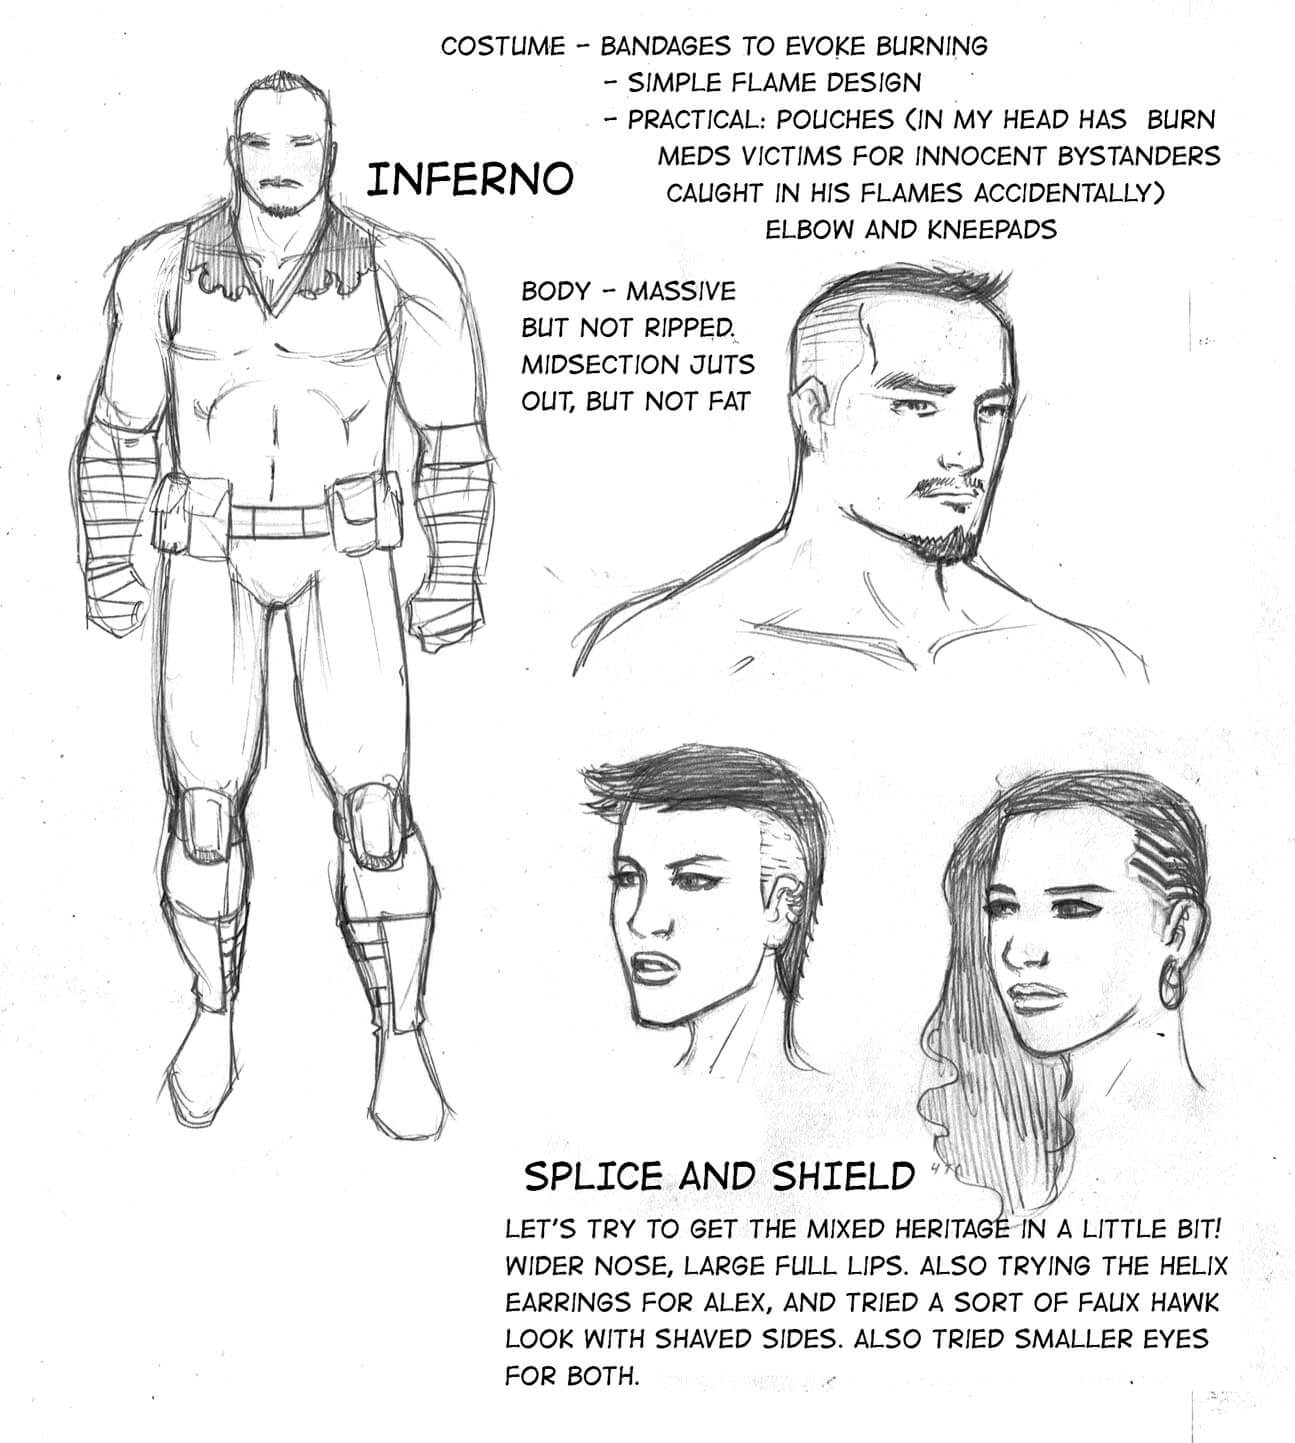 COSTUME - BANDAGES TO EVOKE BURNING
- SIMPLE FLAME DESIGN
- PRACTICAL: POUCHES (IN MY HEAD HAS BURN
MEDS VICTIMS FOR INNOCENT BYSTANDERS
CAUGHT IN HIS FLAMES ACCIDENTALLY)
ELBOW AND KNEEPADS
INFERNO
BODY - MASSIVE
BUT NOT RIPPED.
MIDSECTION JUTS
OUT, BUT NOT FAT
SPLICE AND SHIELD
LET'S TRY TO GET THE MIXED HERITAGE IN A LITTLE BIT!
WIDER NOSE, LARGE FULL LIPS. ALSO TRYING THE HELIX
EARRINGS FOR ALEX, AND TRIED A SORT OF FAUX HAWK
LOOK WITH SHAVED SIDES. ALSO TRIED SMALLER EYES
FOR BOTH.